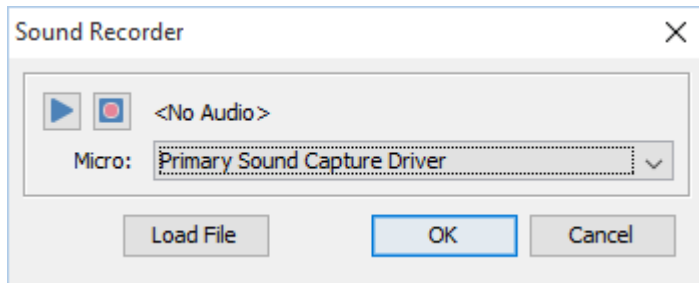 Sound Recorder
<No Audio>
Micro: Primary Sound Capture Driver
Load File OK Cancel